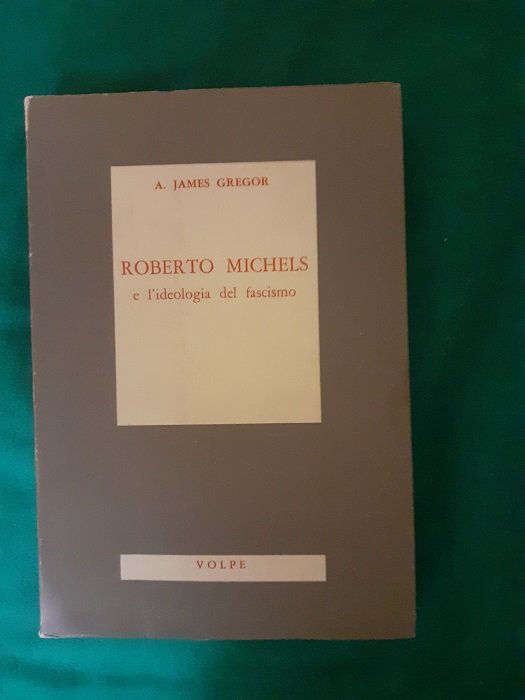 A. JAMES GREGOR
ROBERTO MICHELS
e l'ideologia del fascismo
VOLPE